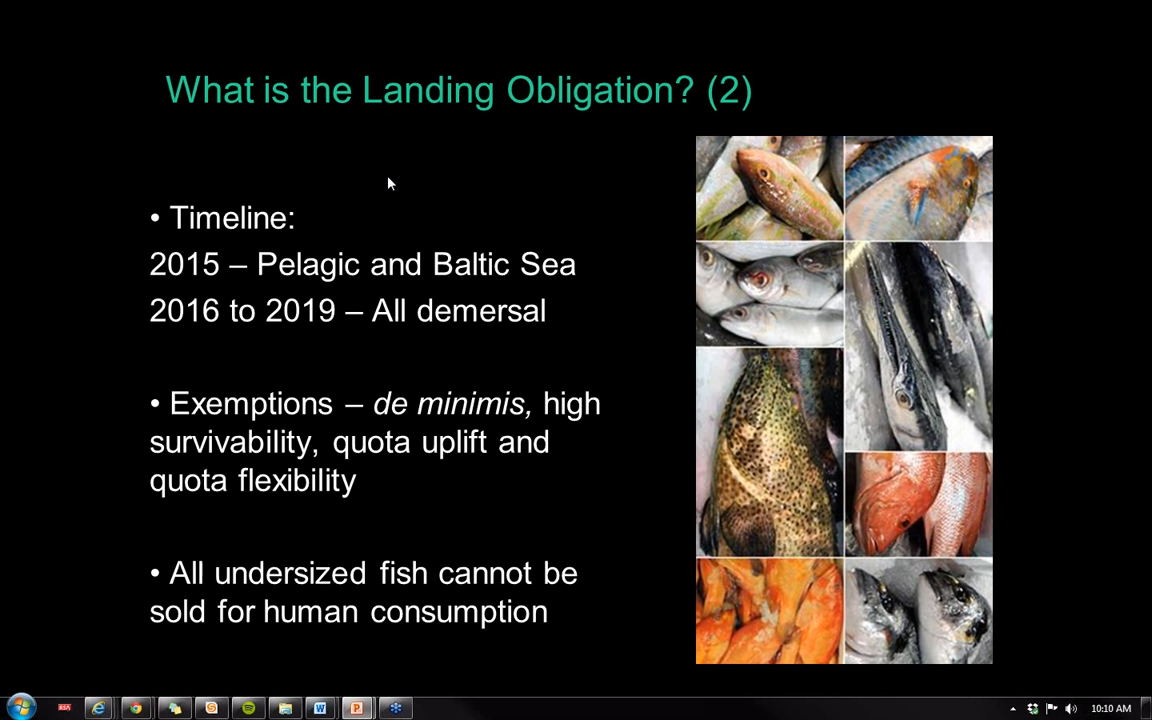 What is the Landing Obligation? (2)
• Timeline:
2015 – Pelagic and Baltic Sea
2016 to 2019 – All demersal
• Exemptions – de minimis, high
survivability, quota uplift and
quota flexibility
• All undersized fish cannot be
sold for human consumption
RSA
10:10 AM